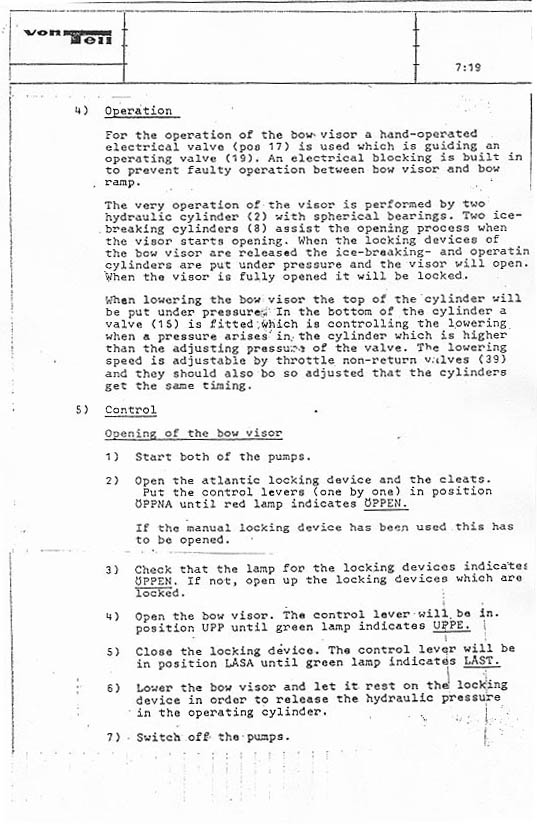 von Tell
7:19
4) Operation
For the operation of the bow visor a hand-operated
electrical valve (pos 17) is used which is guiding an
operating valve (19). An electrical blocking is built in
to prevent faulty operation between bow visor and bow
ramp.
The very operation of the visor is performed by two
hydraulic cylinder (2) with spherical bearings. Two ice-
breaking cylinders (8) assist the opening process when
the visor starts opening. When the locking devices of
the bow visor are released the ice-breaking- and operatin
cylinders are put under pressure and the visor will open.
When the visor is fully opened it will be locked.
When lowering the bow visor the top of the cylinder will
be put under pressure. In the bottom of the cylinder a
valve (15) is fitted which is controlling the lowering
when a pressure arises in the cylinder which is higher
than the adjusting pressure of the valve. The lowering
speed is adjustable by throttle non-return valves (39)
and they should also bo so adjusted that the cylinders
get the same timing.
5) Control
Opening of the bow visor
1) Start both of the pumps.
2) Open the atlantic locking device and the cleats.
Put the control levers (one by one) in position
ÖPPNA until red lamp indicates ÖPPEN.
If the manual locking device has been used this has
to be opened.
3) Check that the lamp for the locking devices indicates
ÖPPEN. If not, open up the locking devices which are
locked.
4) Open the bow visor. The control lever will be in
position UPP until green lamp indicates UPPE.
5) Close the locking device. The control lever will be
in position LÅSA until green lamp indicates LÅST.
6) Lower the bow visor and let it rest on the locking
device in order to release the hydraulic pressure
in the operating cylinder.
7) Switch off the pumps.